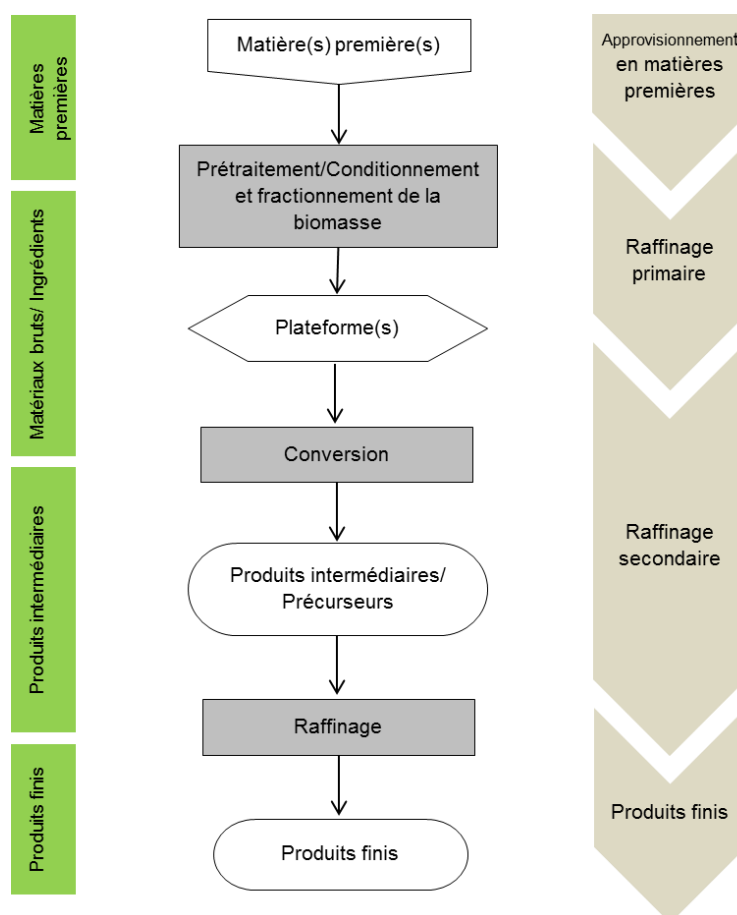 Matières
premières
Matériaux bruts/ Ingrédients
Produits intermédiaires
Produits finis
Matière(s) première(s)
Prétraitement/Conditionnement
et fractionnement de la
biomasse
Plateforme(s)
Conversion
Produits intermédiaires/
Précurseurs
Raffinage
Produits finis
Approvisionnement
en matières
premières
Raffinage
primaire
Raffinage
secondaire
Produits finis